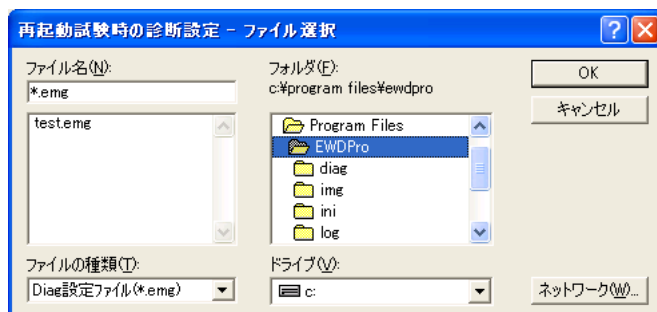 再起動試験時の診断設定 - ファイル選択
ファイル名(N):
*.emg
test.emg
フォルダ(F):
c:¥program files¥ewdpro
Program Files
EWDPro
diag
img
ini
log
OK
キャンセル
ファイルの種類(T):
Diag設定ファイル(*.emg)
ドライブ(V):
c:
ネットワーク(W)...